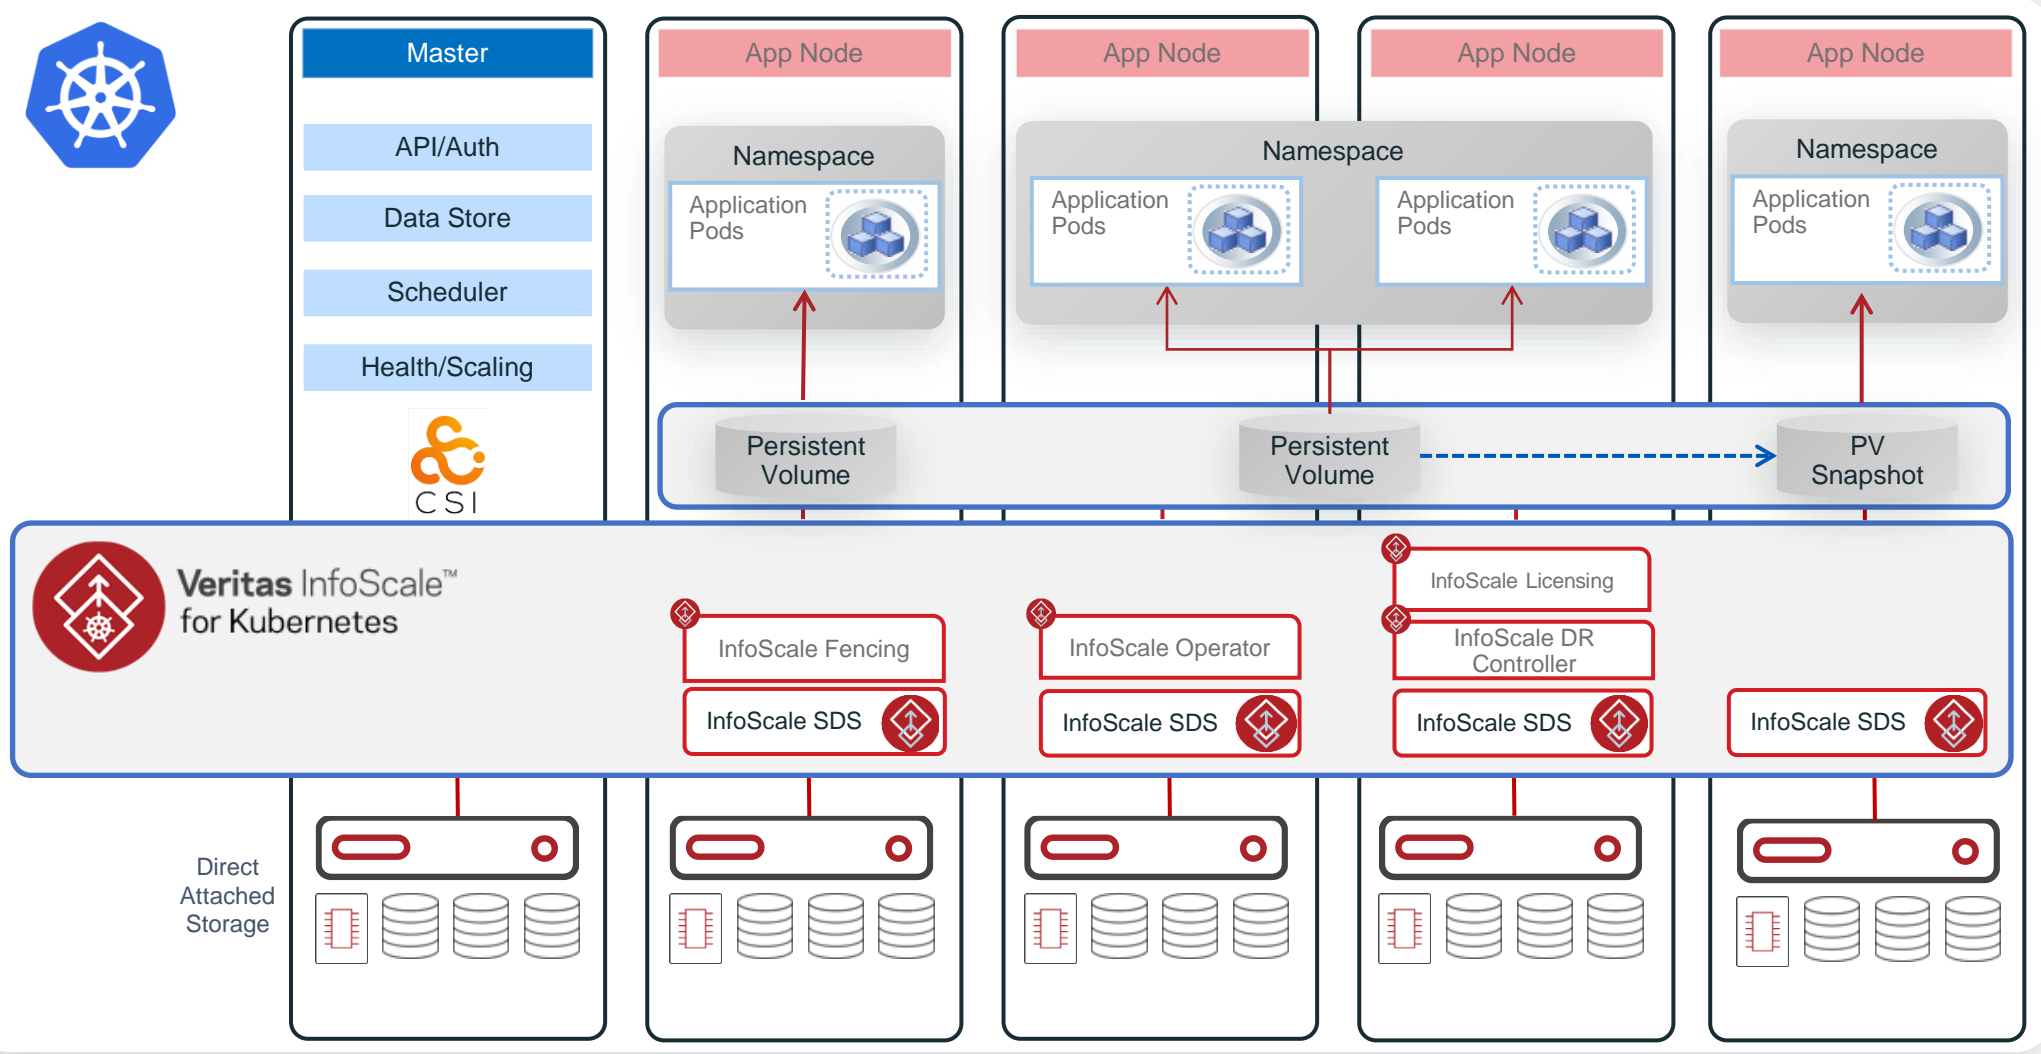 Master
App Node
App Node
App Node
App Node
API/Auth
Data Store
Scheduler
Health/Scaling
CSI
Namespace
Application
Pods
Namespace
Application
Pods
Application
Pods
Namespace
Application
Pods
Persistent
Volume
Persistent
Volume
PV
Snapshot
Veritas InfoScale™
for Kubernetes
InfoScale Fencing
InfoScale SDS
InfoScale Operator
InfoScale SDS
InfoScale Licensing
InfoScale DR
Controller
InfoScale SDS
InfoScale SDS
Direct
Attached
Storage